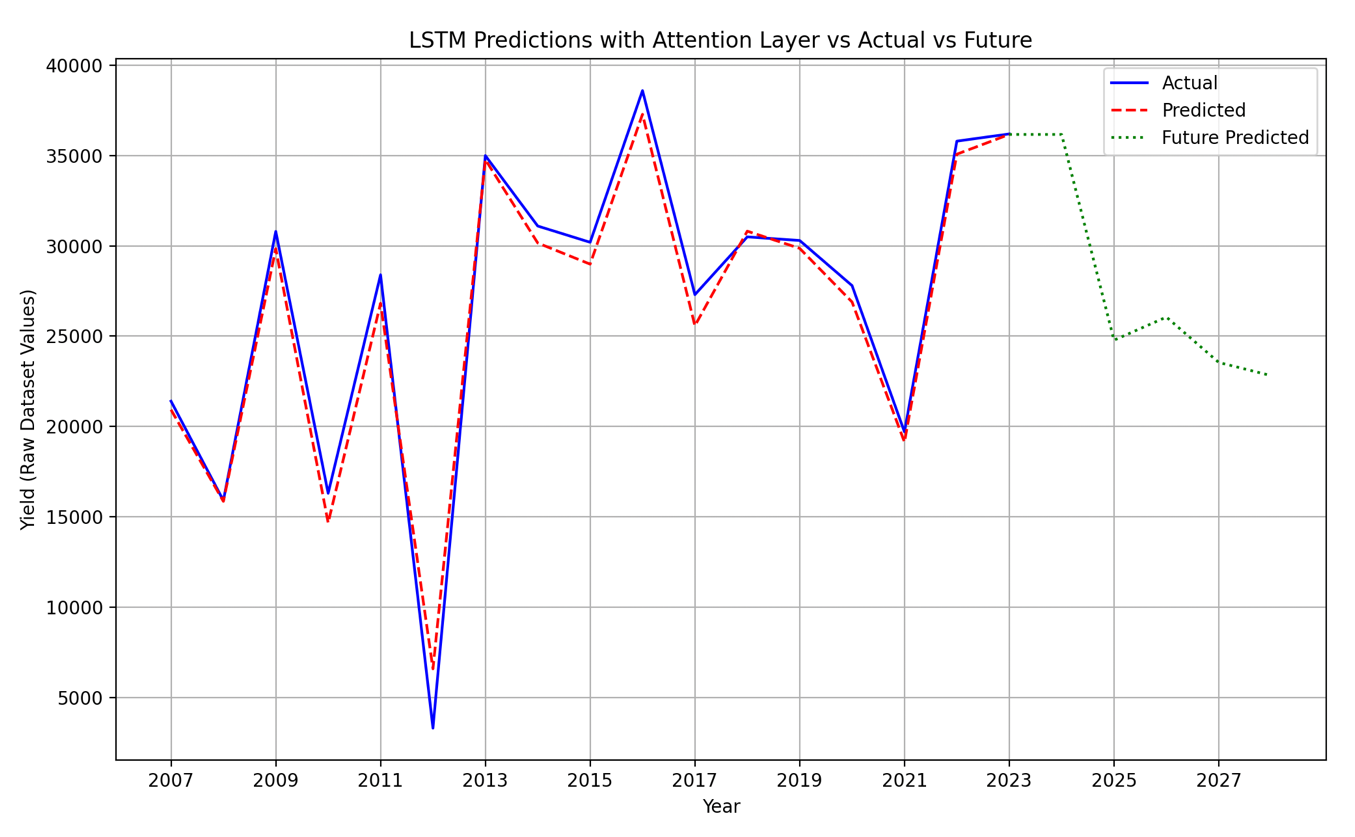 LSTM Predictions with Attention Layer vs Actual vs Future
Actual
Predicted
Future Predicted
Yield (Raw Dataset Values)
40000
35000
30000
25000
20000
15000
10000
5000
2007 2009 2011 2013 2015 2017 2019 2021 2023 2025 2027
Year